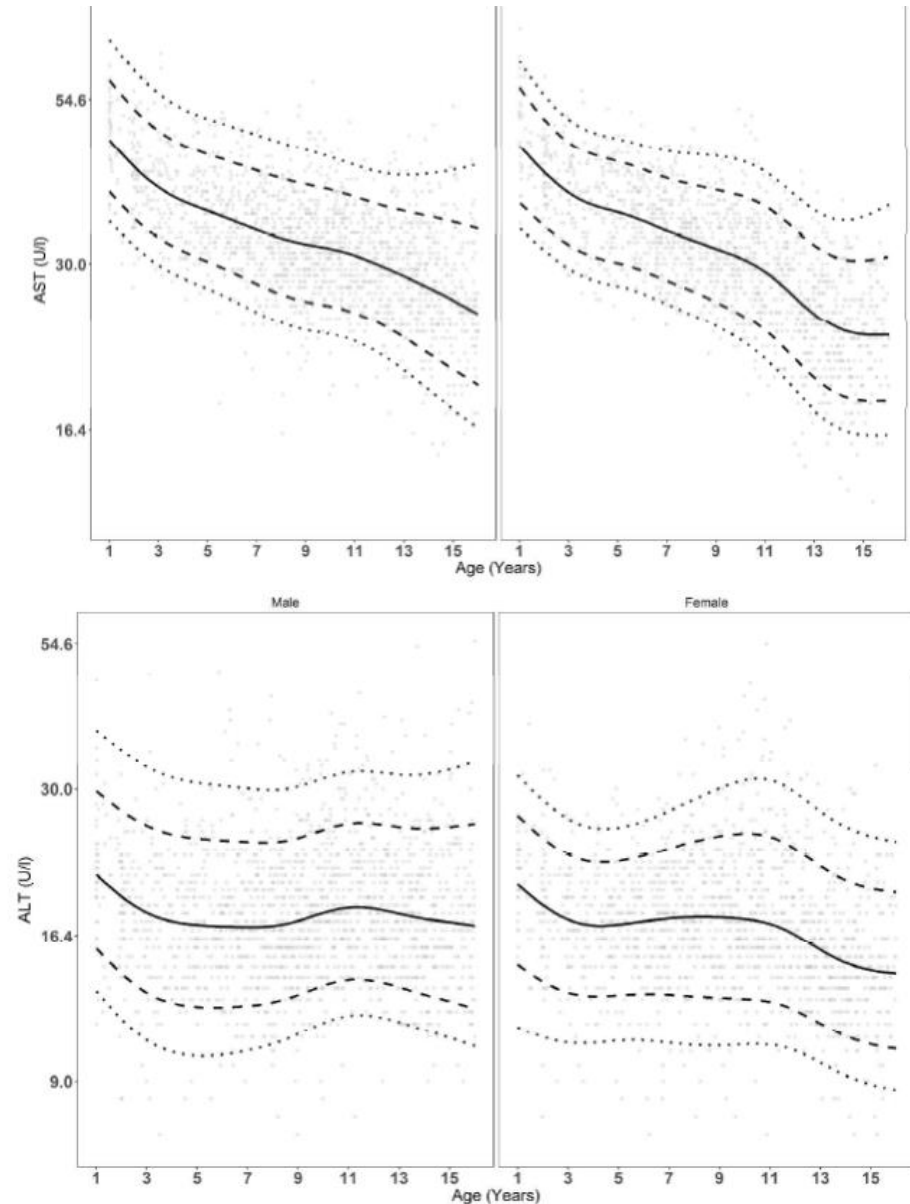 54.6
AST (U/l)
30.0
16.4
1 3 5 7 9 11 13 15 1 3 5 7 9 11 13 15
Age (Years)
Male Female
54.6
30.0
ALT (U/l)
16.4
9.0
1 3 5 7 9 11 13 15 1 3 5 7 9 11 13 15
Age (Years)